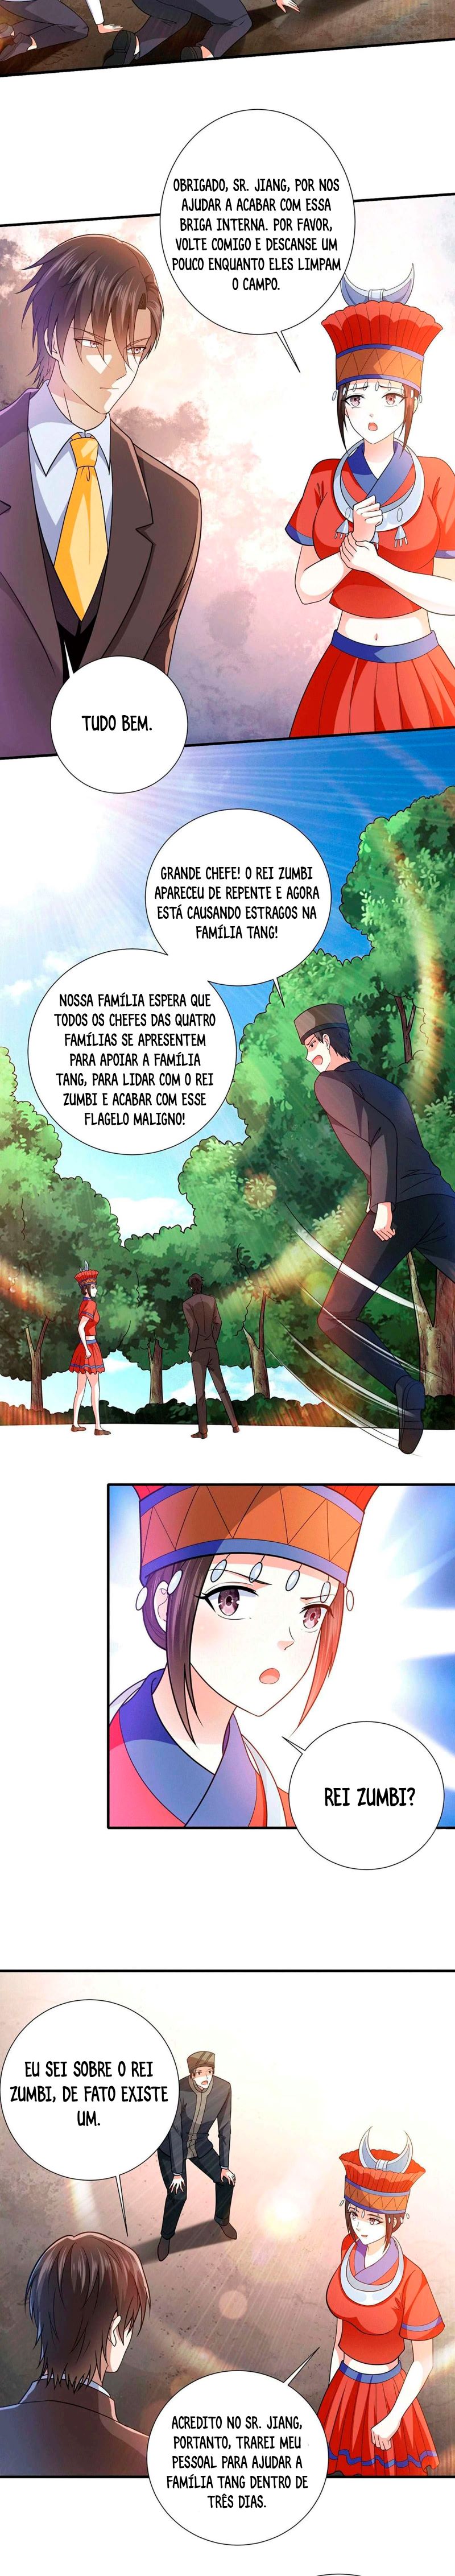 OBRIGADO, SR. JIANG, POR NOS
AJUDAR A ACABAR COM ESSA
BRIGA INTERNA. POR FAVOR,
VOLTE COMIGO E DESCANSE UM
POUCO ENQUANTO ELES LIMPAM
O CAMPO.
TUDO BEM.
GRANDE CHEFE! O REI ZUMBI
APARECEU DE REPENTE E AGORA
ESTÁ CAUSANDO ESTRAGOS NA
FAMÍLIA TANG!
NOSSA FAMÍLIA ESPERA QUE
TODOS OS CHEFES DAS QUATRO
FAMÍLIAS SE APRESENTEM
PARA APOIAR A FAMÍLIA
TANG, PARA LIDAR COM O REI
ZUMBI E ACABAR COM ESSE
FLAGELO MALIGNO!
REI ZUMBI?
EU SEI SOBRE O REI
ZUMBI, DE FATO EXISTE
UM.
ACREDITO NO SR. JIANG,
PORTANTO, TRAREI MEU
PESSOAL PARA AJUDAR A
FAMÍLIA TANG DENTRO DE
TRÊS DIAS.